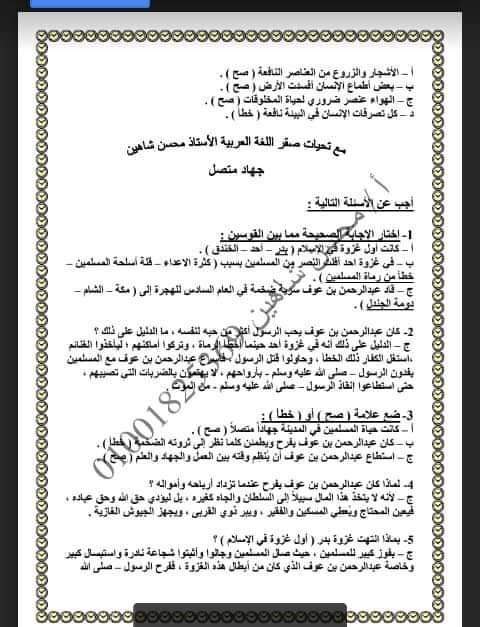 أ – الأشجار والزروع من العناصر النافعة ( صح ) .
ب – بعض أطماع الإنسان أفسدت الأرض ( صح ) .
ج – الهواء عنصر ضروري لحياة المخلوقات ( صح ) .
د – كل تصرفات الإنسان في البيئة نافعة ( خطأ ) .
مع تحيات صقر اللغة العربية الأستاذ محسن شاهين
جهاد متصل
أجب عن الأسئلة التالية :
1- اختار الاجابة الصحيحة مما بين القوسين :
أ – كانت أول غزوة في الإسلام ( بدر – أحد – الخندق ) .
ب – في غزوة احد أفلت النصر من المسلمين بسبب ( كثرة الاعداء – قلة أسلحة المسلمين –
خطأ من رماة المسلمين ) .
ج – قاد عبدالرحمن بن عوف سرية ضخمة في العام السادس للهجرة إلى ( مكة – الشام –
دومة الجندل ) .
2- كان عبدالرحمن بن عوف يحب الرسول أكثر من حبه لنفسه ، ما الدليل على ذلك ؟
ج – الدليل على ذلك أنه في غزوة احد حينما أخطأ الرماة ، وتركوا أماكنهم ، ليأخذوا الغنائم
،استغل الكفار ذلك الخطأ ، وحاولوا قتل الرسول ، فأسرع عبدالرحمن بن عوف مع المسلمين
يفدون الرسول – صلى الله عليه وسلم - بأرواحهم ، لا يهتمون بالضربات التي تصيبهم ،
حتى استطاعوا إنقاذ الرسول – صلى الله عليه وسلم - من الموت .
3- ضع علامة ( صح ) أو ( خطأ ) :
أ – كانت حياة المسلمين في المدينة جهاداً متصلاً ( صح ) .
ب – كان عبدالرحمن بن عوف يفرح ويطمئن كلما نظر إلى ثروته الضخمة ( خطأ ) .
ج – استطاع عبدالرحمن بن عوف أن يُنظم وقته بين العمل والجهاد والعلم ( صح ) .
4- لماذا كان عبدالرحمن بن عوف يفرح عندما تزداد أرباحه وأمواله ؟
ج – لأنه لا يتخذ هذا المال سبيلاً إلى السلطان والجاه كغيره ، بل ليؤدي حق الله وحق عباده ،
فيعين المحتاج ويُعطي المسكين والفقير ، ويبر ذوي القربى ، ويجهز الجيوش الغازية .
5- بماذا انتهت غزوة بدر ( أول غزوة في الإسلام ) ؟
ج – بفوز كبير للمسلمين ، حيث صال المسلمين وجالوا وأثبتوا شجاعة نادرة واستبسال كبير
وخاصة عبدالرحمن بن عوف الذي كان من أبطال هذه الغزوة ، ففرح الرسول – صلى الله